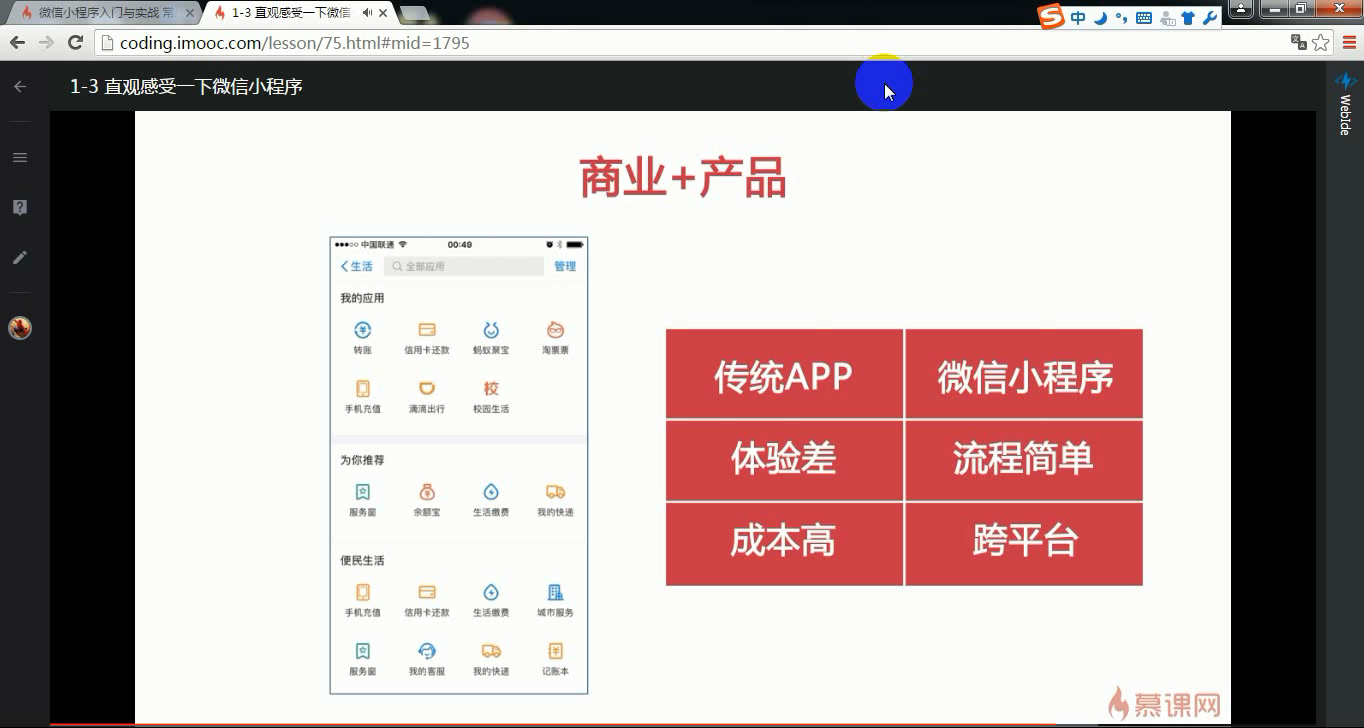 微信小程序入门与实战 常
1-3 直观感受一下微信
中
coding.imooc.com/lesson/75.html#mid=1795
1-3 直观感受一下微信小程序
WebIde
商业+产品
中国联通 00:49
生活 全部应用 管理
我的应用
转账 信用卡还款 蚂蚁聚宝 淘票票
手机充值 滴滴出行 校园生活
校
为你推荐
服务窗 余额宝 生活缴费 我的快递
便民生活
手机充值 信用卡还款 生活缴费 城市服务
服务窗 我的客服 我的快递 记账本
传统APP 微信小程序
体验差 流程简单
成本高 跨平台
慕课网